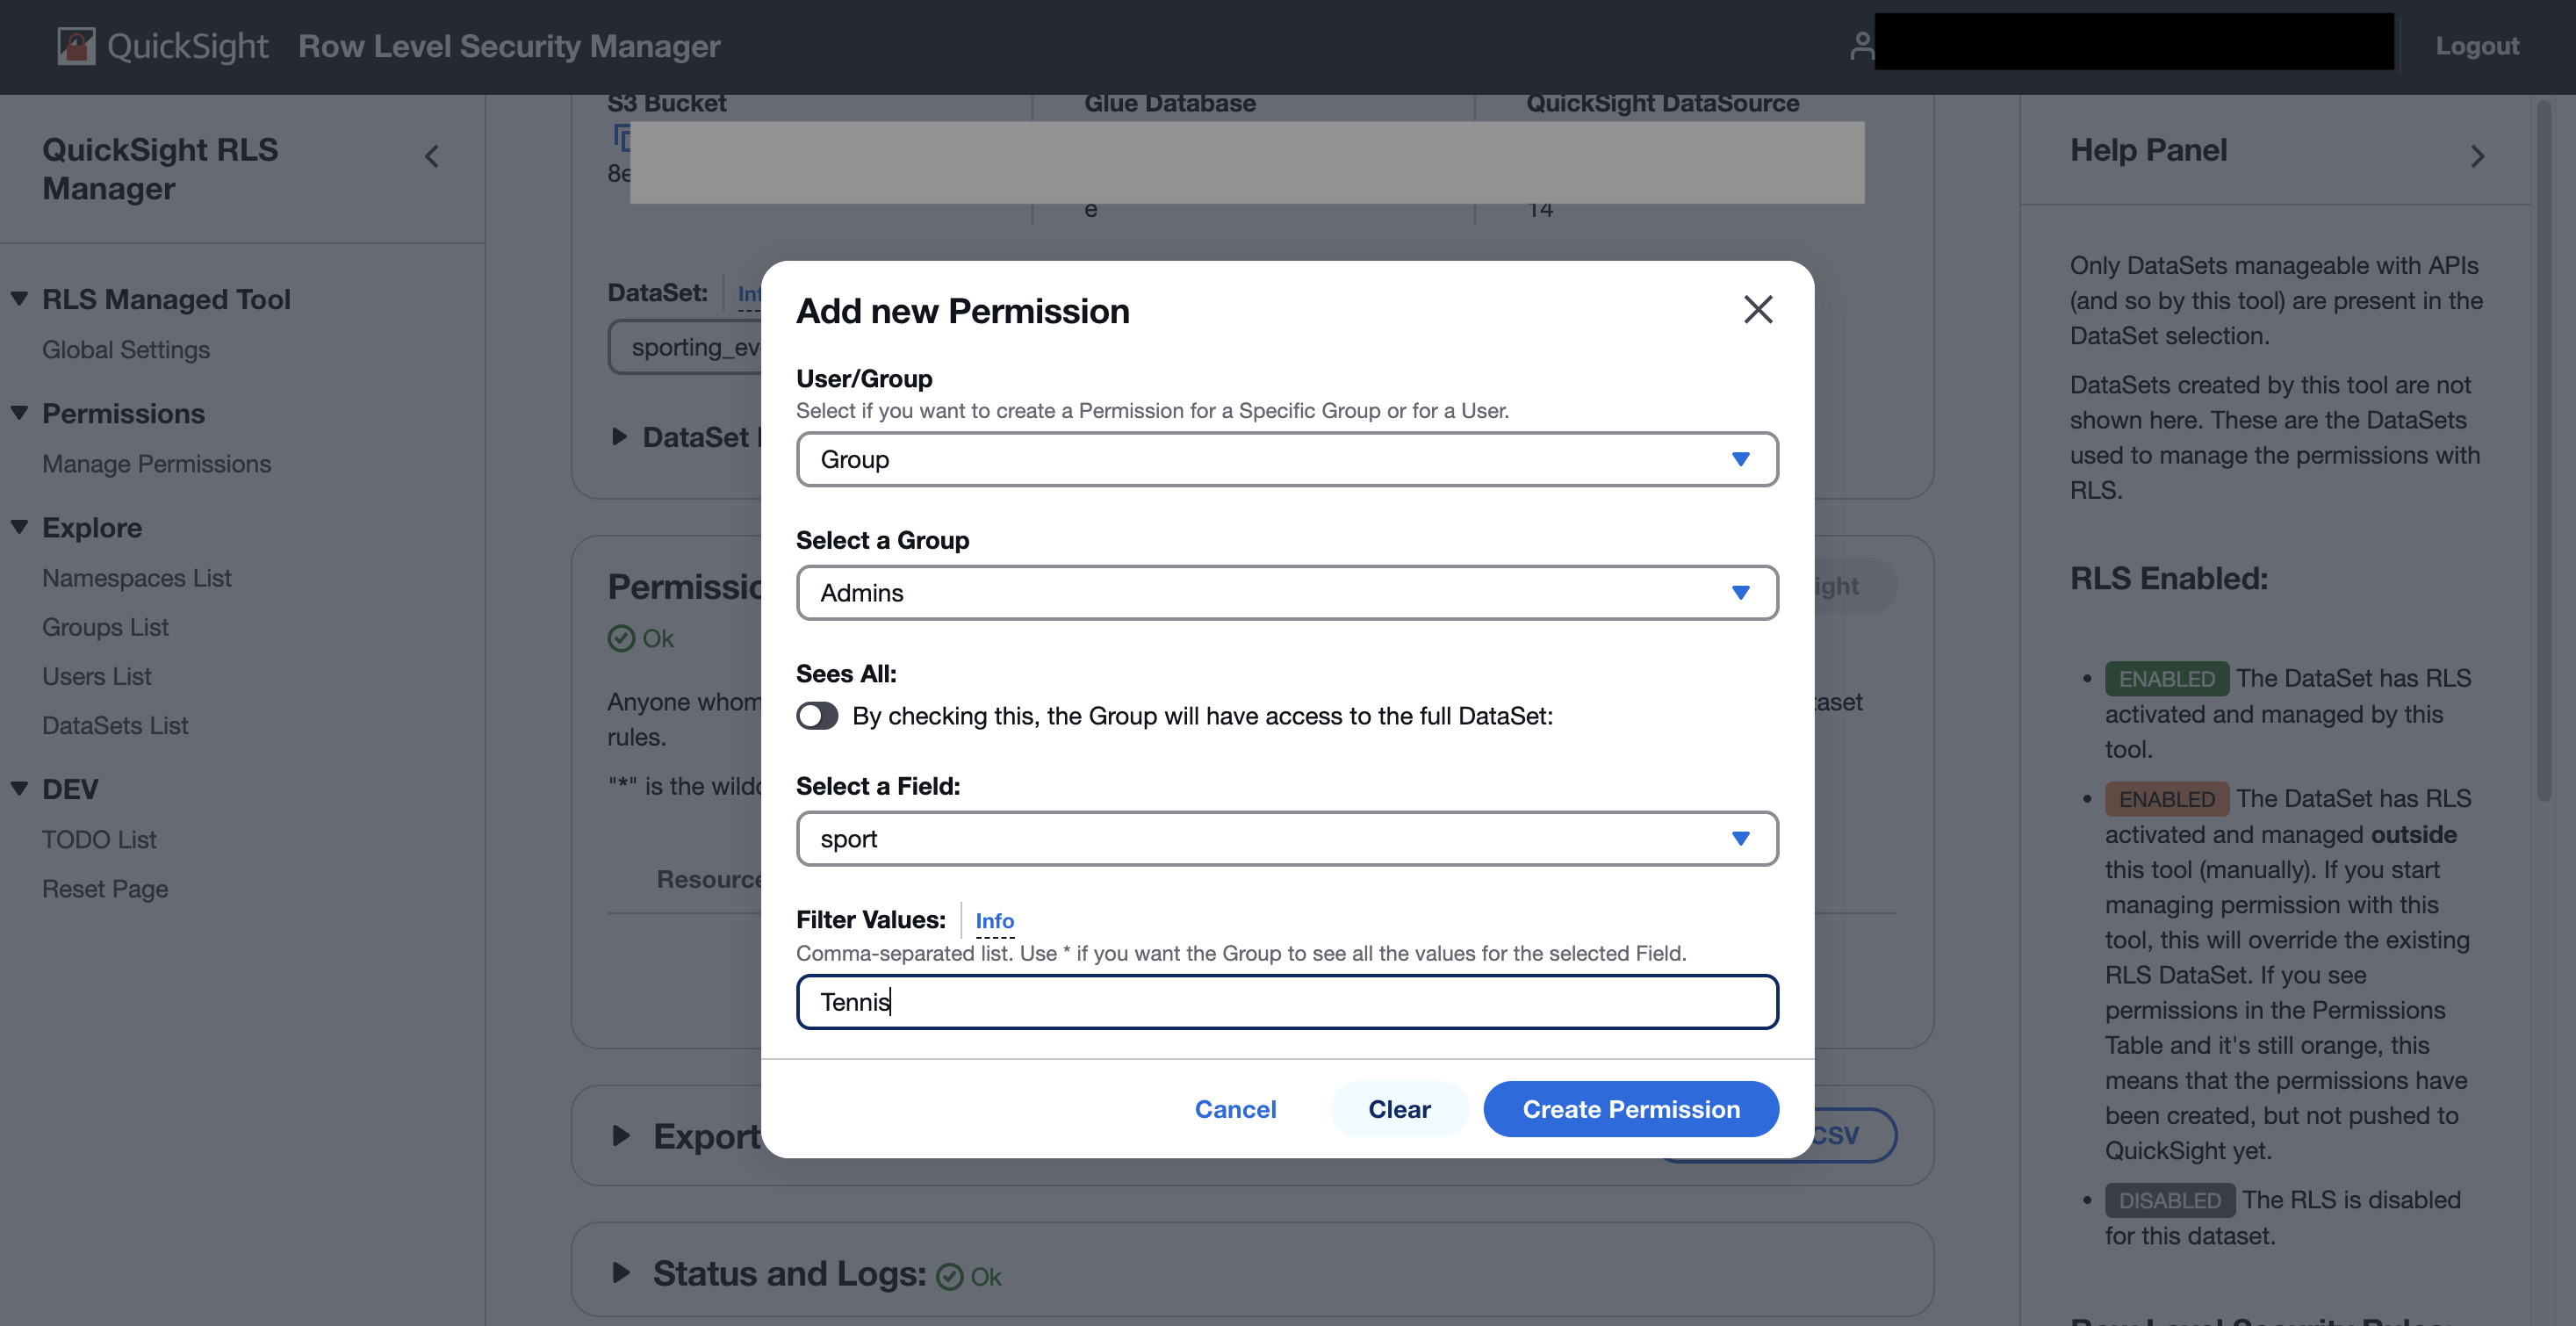 QuickSight Row Level Security Manager
Logout
QuickSight RLS
Manager
RLS Managed Tool
Global Settings
Permissions
Manage Permissions
Explore
Namespaces List
Groups List
Users List
DataSets List
DEV
TODO List
Reset Page
S3 Bucket
Glue Database
QuickSight DataSource
8e
e
14
DataSet:
Inf
sporting_ev
DataSet
Permissio
Ok
Anyone whom
rules.
"*" is the wildc
Resource
ight
taset
Export
CSV
Status and Logs: Ok
Add new Permission
User/Group
Select if you want to create a Permission for a Specific Group or for a User.
Group
Select a Group
Admins
Sees All:
By checking this, the Group will have access to the full DataSet:
Select a Field:
sport
Filter Values: Info
Comma-separated list. Use * if you want the Group to see all the values for the selected Field.
Tennis
Cancel
Clear
Create Permission
Help Panel
Only DataSets manageable with APIs
(and so by this tool) are present in the
DataSet selection.
DataSets created by this tool are not
shown here. These are the DataSets
used to manage the permissions with
RLS.
RLS Enabled:
ENABLED The DataSet has RLS
activated and managed by this
tool.
ENABLED The DataSet has RLS
activated and managed outside
this tool (manually). If you start
managing permission with this
tool, this will override the existing
RLS DataSet. If you see
permissions in the Permissions
Table and it's still orange, this
means that the permissions have
been created, but not pushed to
QuickSight yet.
DISABLED The RLS is disabled
for this dataset.